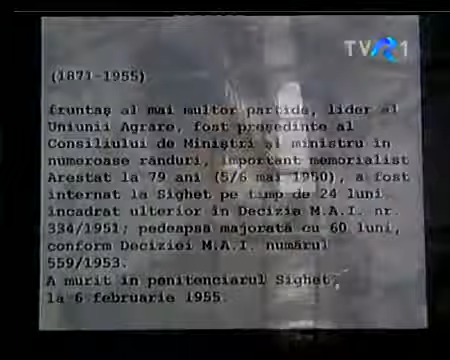 TVR1
(1871-1955)
fruntaş al mai multor partide, lider al
Uniunii Agrare, fost preşedinte al
Consiliului de Miniştri şi ministru în
numeroase rânduri, important memorialist
Arestat la 79 ani (5/6 mai 1950), a fost
internat la Sighet pe timp de 24 luni
încadrat ulterior în Decizia M.A.I. nr.
334/1951; pedeapsa majorată cu 60 luni,
conform Deciziei M.A.I. numărul
559/1953.
A murit în penitenciarul Sighet,
la 6 februarie 1955.